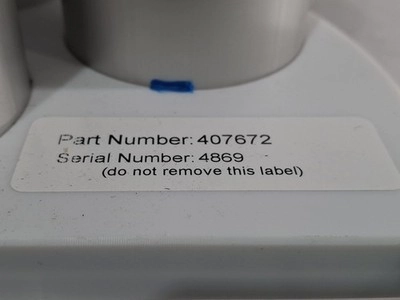 Part Number: 407672
Serial Number: 4869
(do not remove this label)